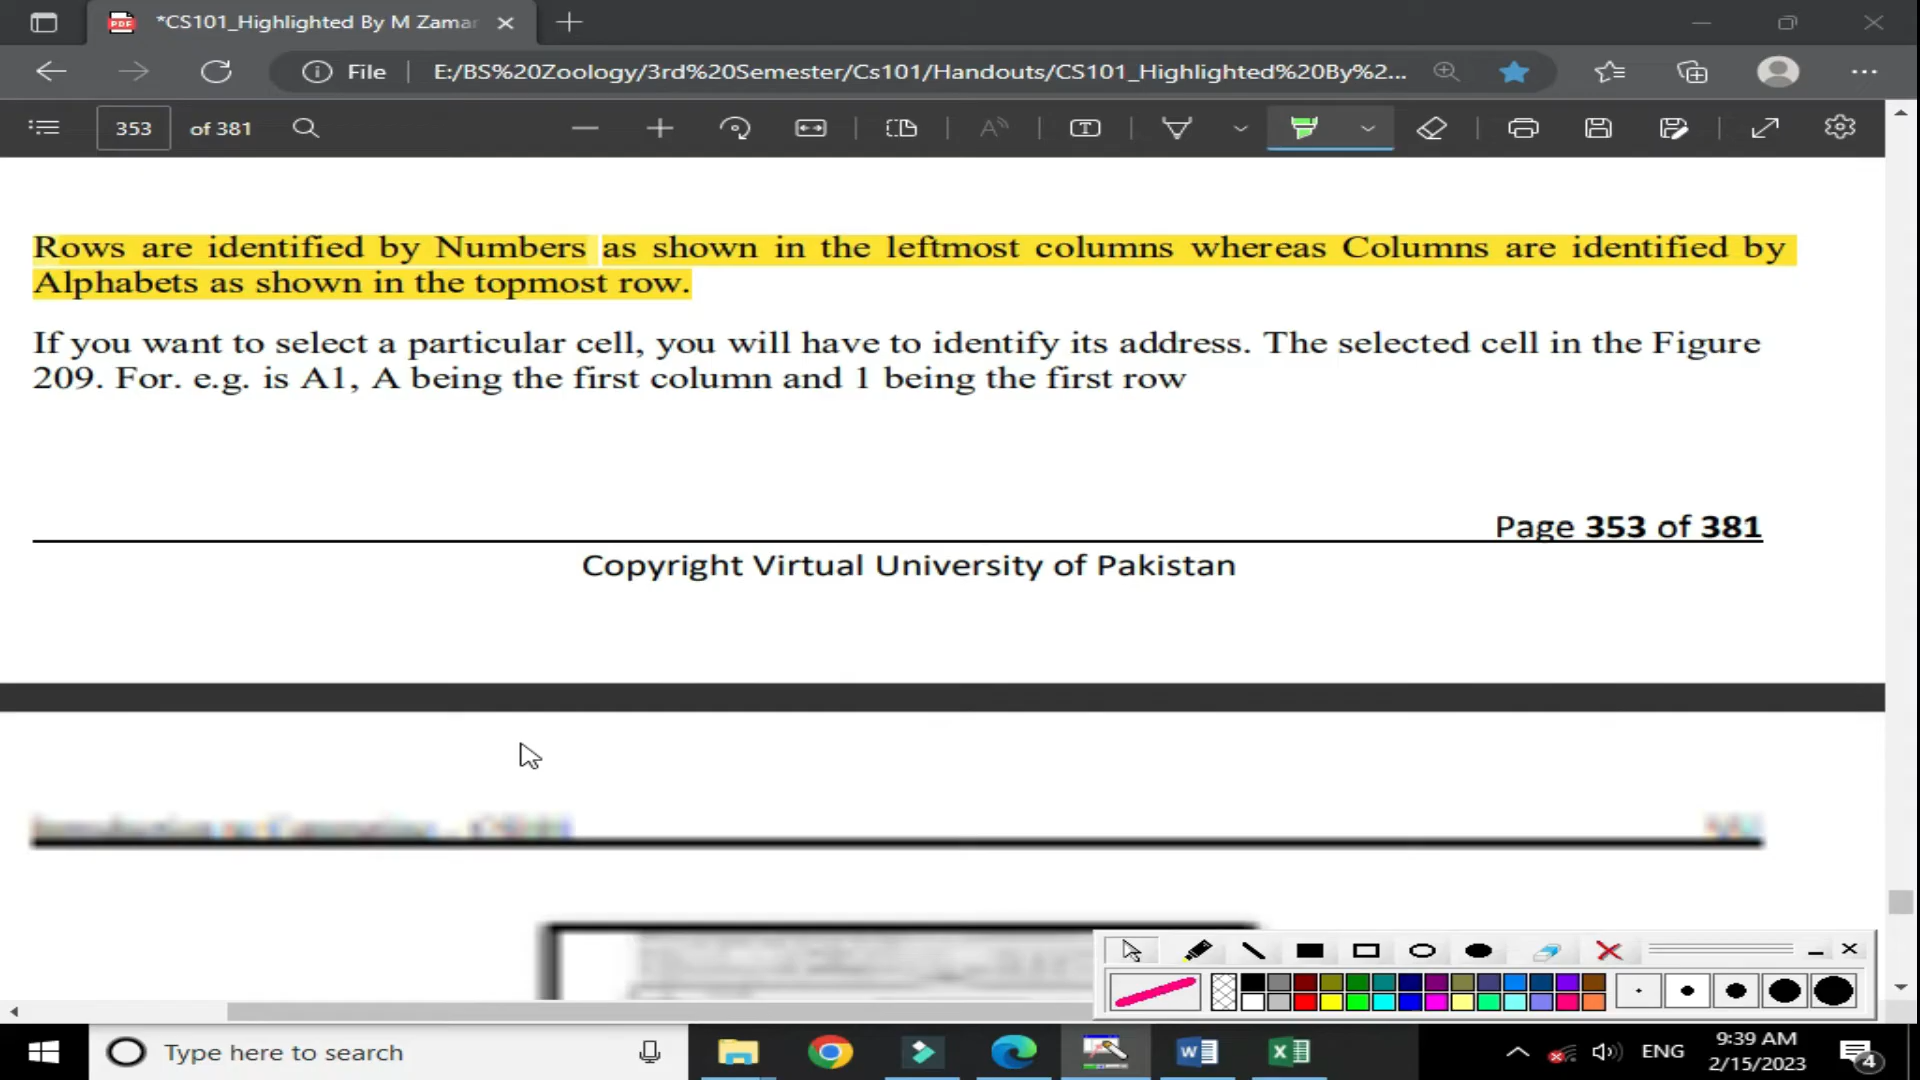 *CS101_Highlighted By M Zaman
File
E:/BS%20Zoology/3rd%20Semester/Cs101/Handouts/CS101_Highlighted%20By%2...
353 of 381
Rows are identified by Numbers as shown in the leftmost columns whereas Columns are identified by
Alphabets as shown in the topmost row.
If you want to select a particular cell, you will have to identify its address. The selected cell in the Figure
209. For. e.g. is A1, A being the first column and 1 being the first row
Page 353 of 381
Copyright Virtual University of Pakistan
Type here to search
ENG
9:39 AM
2/15/2023
4